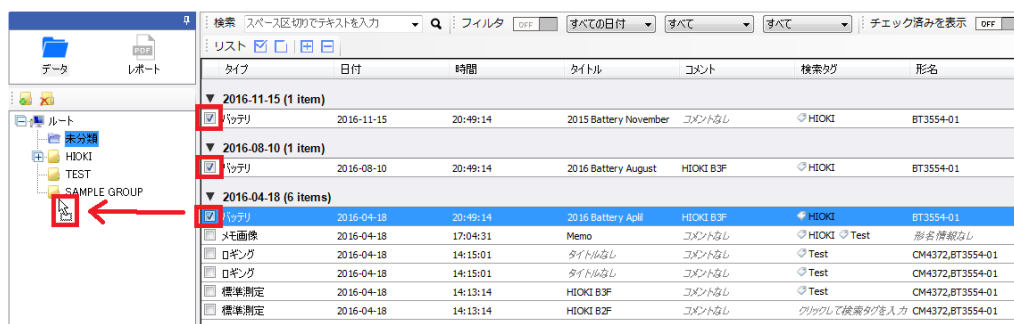 検索 スペース区切りでテキストを入力 フィルタ OFF すべての日付 すべて すべて チェック済みを表示 OFF
リスト
データ PDF レポート
ルート
未分類
HIOKI
TEST
SAMPLE GROUP
タイプ 日付 時間 タイトル コメント 検索タグ 形名
2016-11-15 (1 item)
バッテリ 2016-11-15 20:49:14 2015 Battery November コメントなし HIOKI BT3554-01
2016-08-10 (1 item)
バッテリ 2016-08-10 20:49:14 2016 Battery August HIOKI B3F HIOKI BT3554-01
2016-04-18 (6 items)
バッテリ 2016-04-18 20:49:14 2016 Battery Aplil HIOKI B3F HIOKI BT3554-01
メモ画像 2016-04-18 17:04:31 Memo コメントなし HIOKI Test 形名情報なし
ロギング 2016-04-18 14:15:01 タイトルなし コメントなし Test CM4372,BT3554-01
ロギング 2016-04-18 14:15:01 タイトルなし コメントなし Test CM4372,BT3554-01
標準測定 2016-04-18 14:13:14 HIOKI B3F コメントなし Test CM4372,BT3554-01
標準測定 2016-04-18 14:13:14 HIOKI B2F コメントなし クリックして検索タグを入力 CM4372,BT3554-01